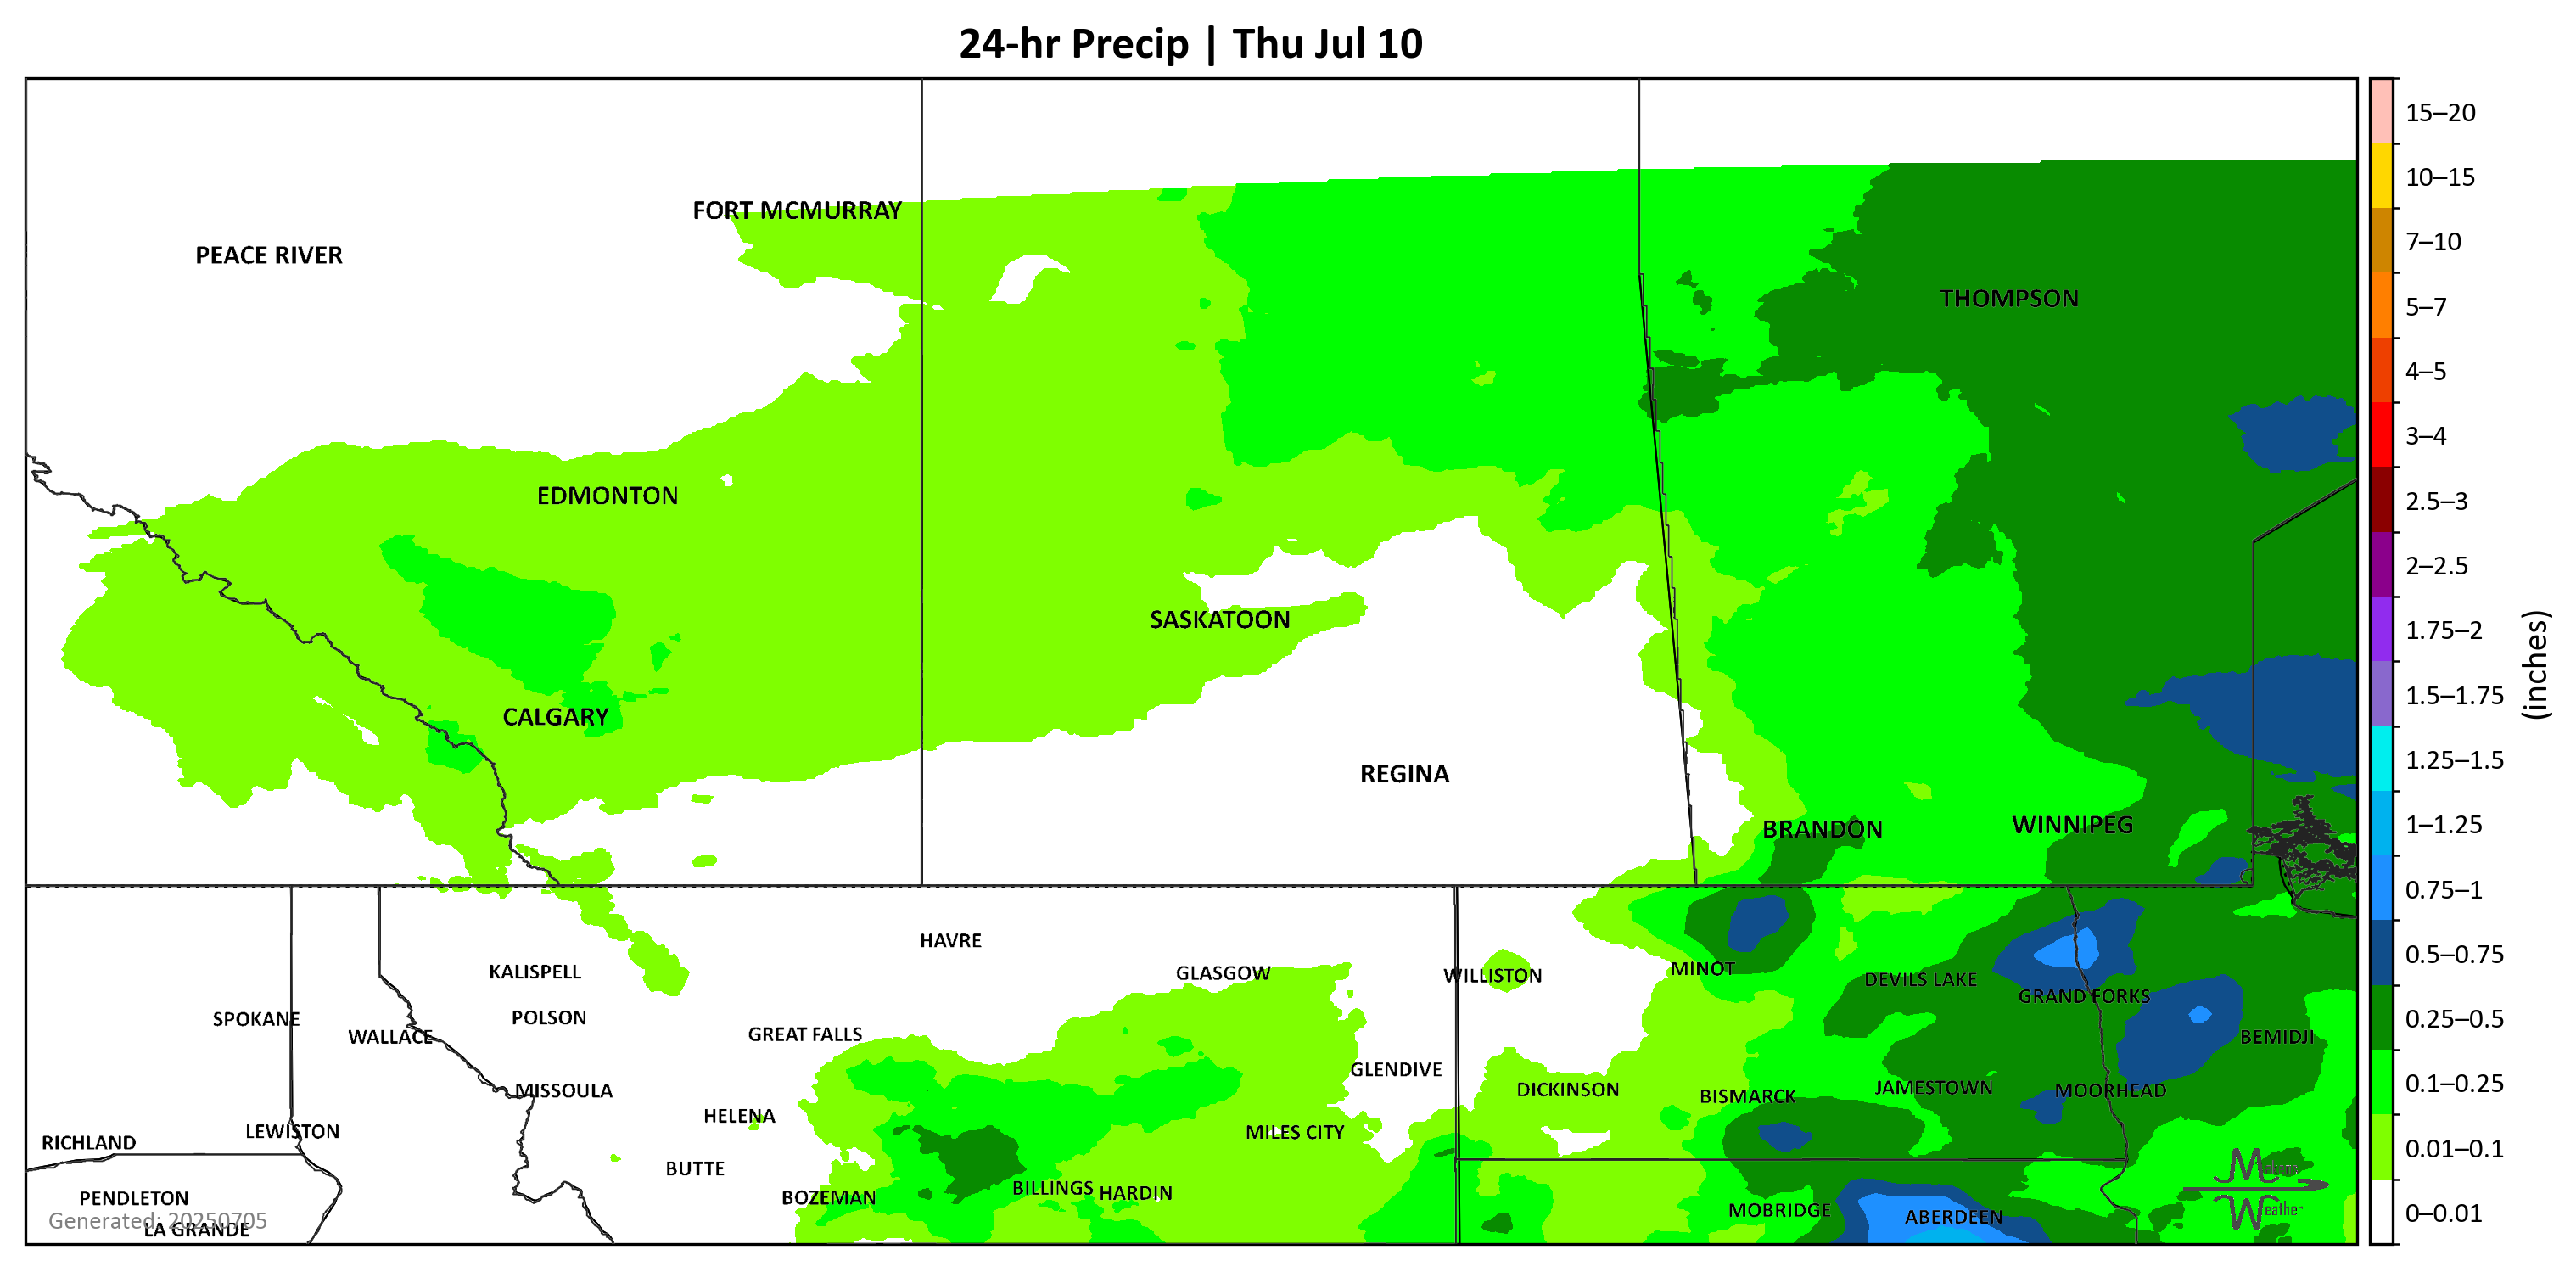 24-hr Precip | Thu Jul 10
FORT MCMURRAY
PEACE RIVER
THOMPSON
EDMONTON
SASKATOON
CALGARY
REGINA
BRANDON
WINNIPEG
HAVRE
KALISPELL
GLASGOW
WILLISTON
MINOT
DEVILS LAKE
GRAND FORKS
SPOKANE
WALLACE
POLSON
GREAT FALLS
BEMIDJI
GLENDIVE
MISSOULA
DICKINSON
BISMARCK
JAMESTOWN
MOORHEAD
HELENA
RICHLAND
LEWISTON
MILES CITY
BUTTE
BILLINGS
HARDIN
PENDLETON
BOZEMAN
MOBRIDGE
ABERDEEN
Generated: 20250705
LA GRANDE
Weather
15–20
10–15
7–10
5–7
4–5
3–4
2.5–3
2–2.5
1.75–2
1.5–1.75
1.25–1.5
1–1.25
0.75–1
0.5–0.75
0.25–0.5
0.1–0.25
0.01–0.1
0–0.01
(inches)